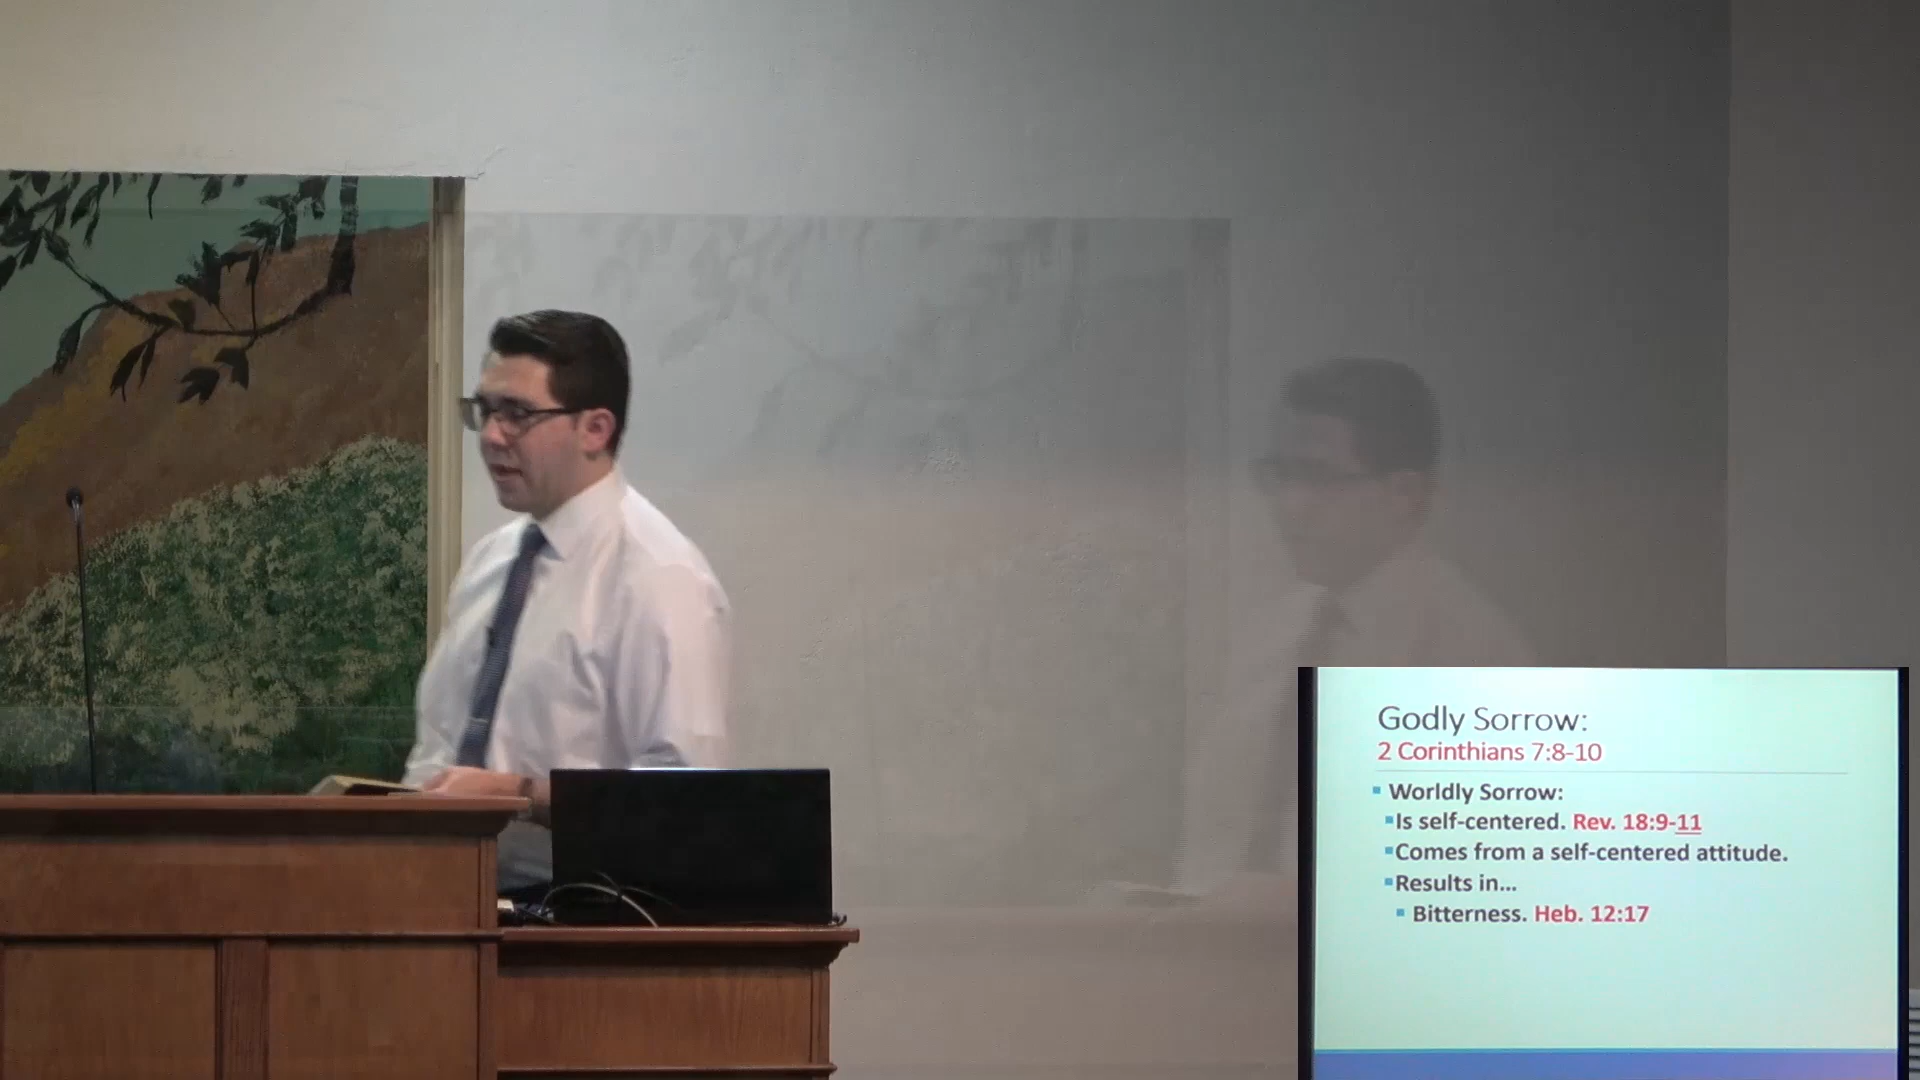 Godly Sorrow:
2 Corinthians 7:8-10
Worldly Sorrow:
Is self-centered. Rev. 18:9-11
Comes from a self-centered attitude.
Results in...
Bitterness. Heb. 12:17